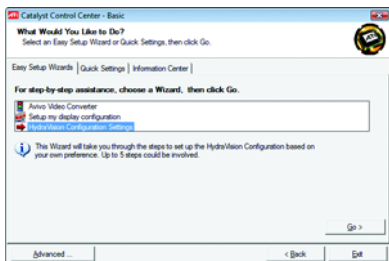 Catalyst Control Center - Basic
What Would You Like to Do?
Select an Easy Setup Wizard or Quick Settings, then click Go.
ATI
Easy Setup Wizards | Quick Settings | Information Center
For step-by-step assistance, choose a Wizard, then click Go.
Avivo Video Converter
Setup my display configuration
HydraVision Configuration Settings
This Wizard will take you through the steps to set up the HydraVision Configuration based on
your own preference. Up to 5 steps could be involved.
Go >
Advanced ... < Back Exit